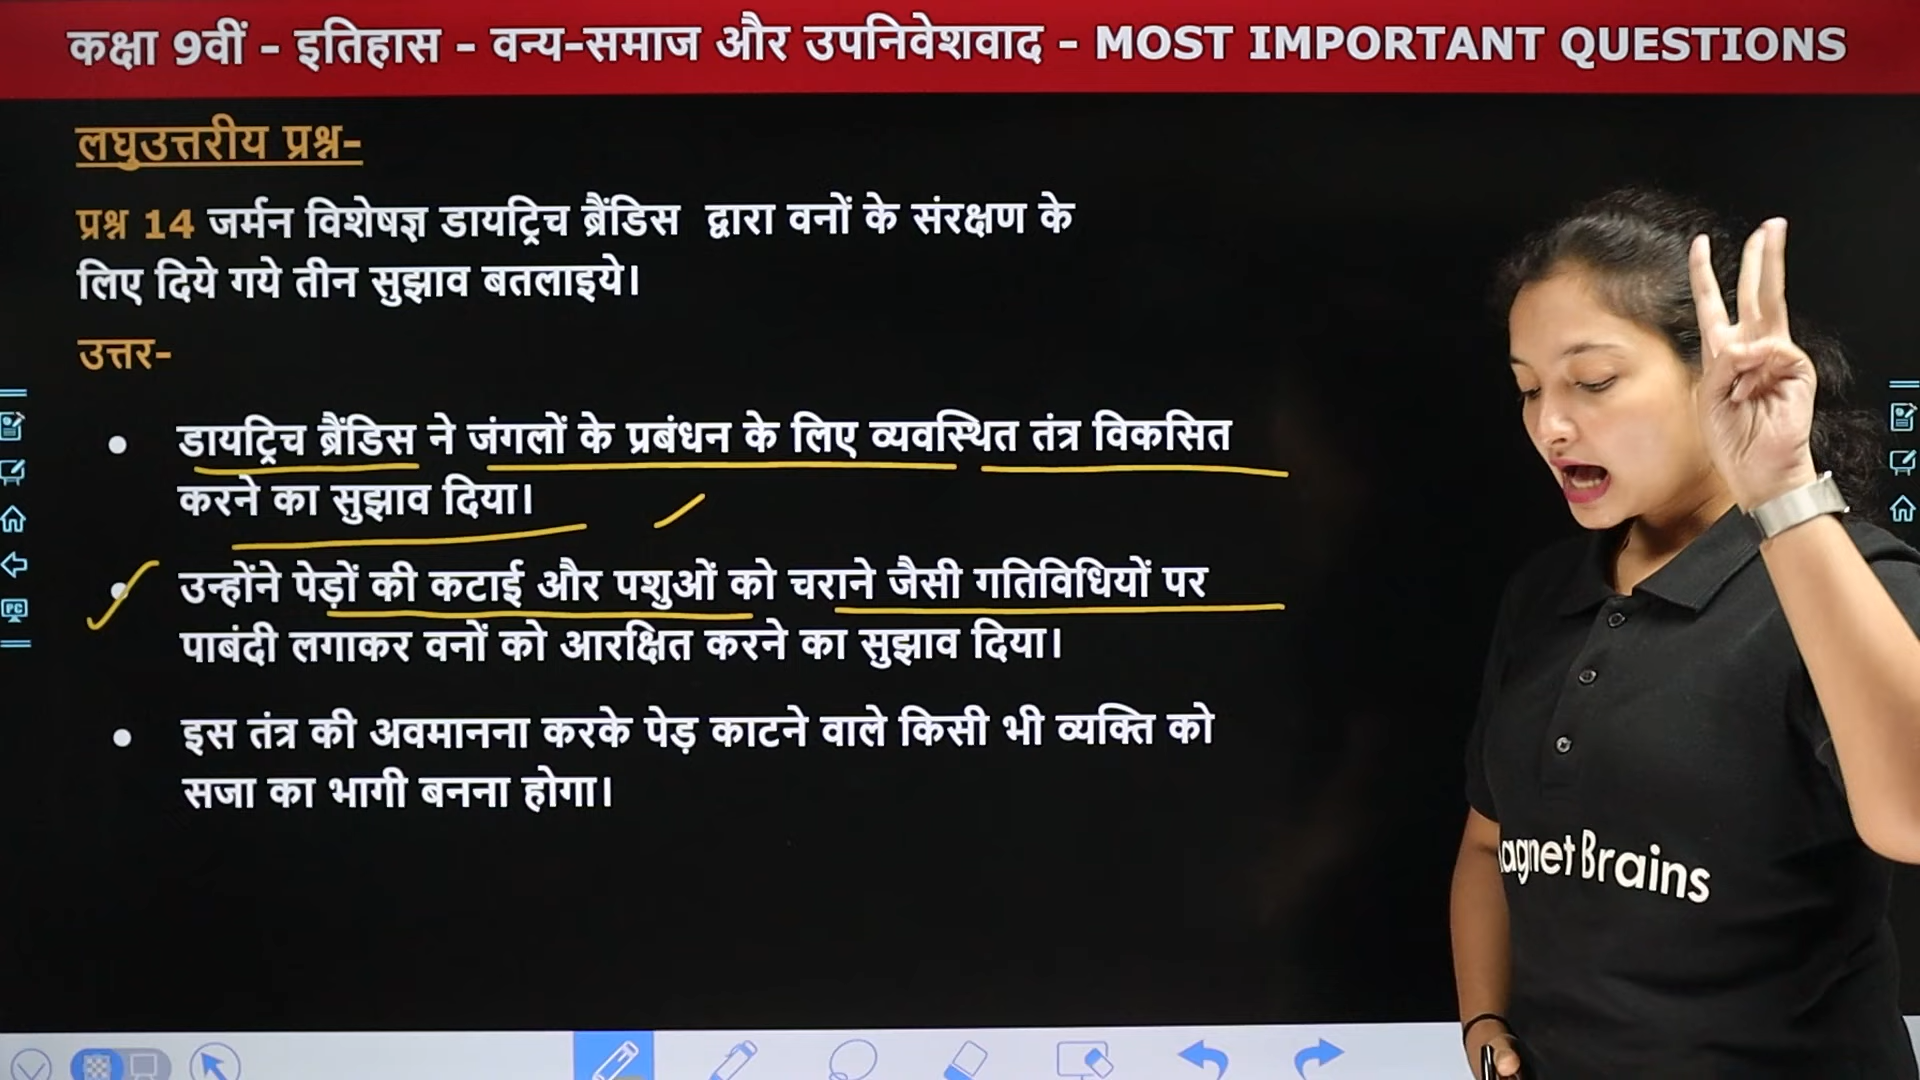 कक्षा 9वीं - इतिहास - वन्य-समाज और उपनिवेशवाद - MOST IMPORTANT QUESTIONS
लघुउत्तरीय प्रश्न-
प्रश्न 14 जर्मन विशेषज्ञ डायट्रिच ब्रैंडिस द्वारा वनों के संरक्षण के
लिए दिये गये तीन सुझाव बतलाइये।
उत्तर-
• डायट्रिच ब्रैंडिस ने जंगलों के प्रबंधन के लिए व्यवस्थित तंत्र विकसित
करने का सुझाव दिया।
• उन्होंने पेड़ों की कटाई और पशुओं को चराने जैसी गतिविधियों पर
पाबंदी लगाकर वनों को आरक्षित करने का सुझाव दिया।
• इस तंत्र की अवमानना करके पेड़ काटने वाले किसी भी व्यक्ति को
सजा का भागी बनना होगा।
agnet Brains
PC